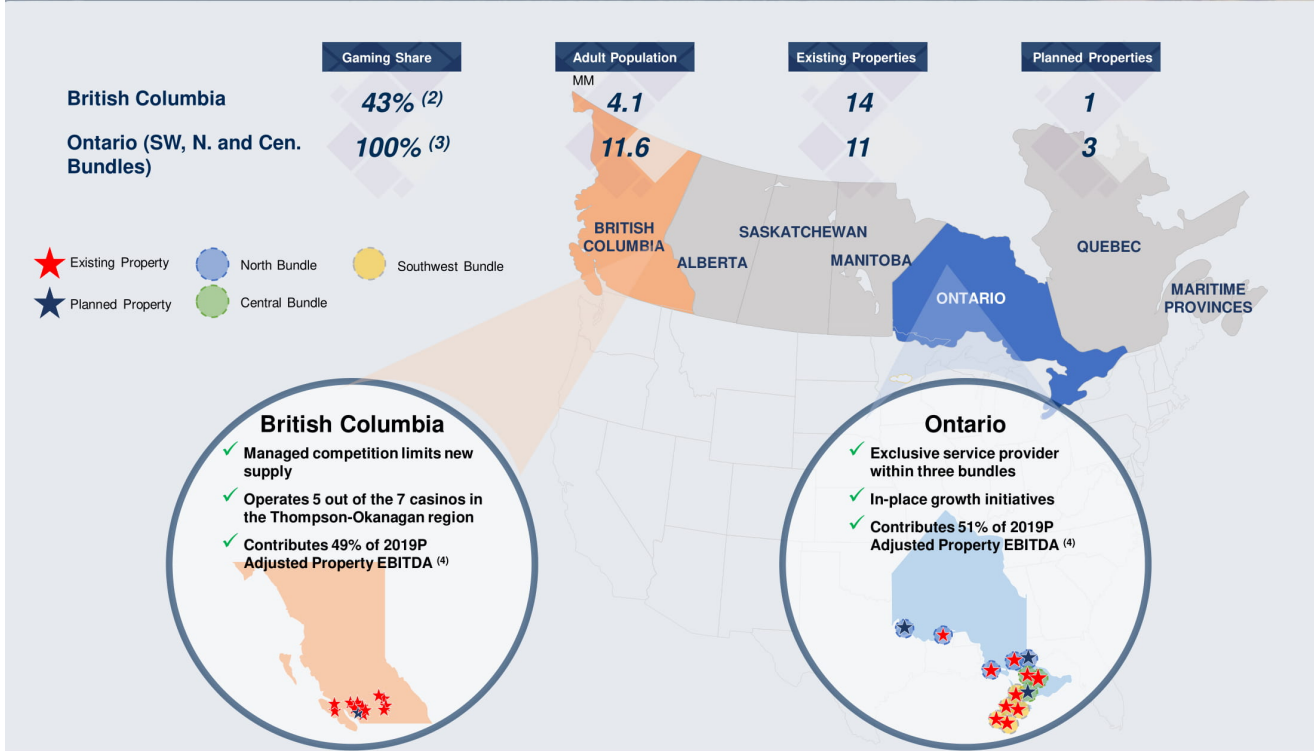 Gaming Share
Adult Population
Existing Properties
Planned Properties
MM
British Columbia
43% (2)
4.1
14
1
Ontario (SW, N. and Cen.
Bundles)
100% (3)
11.6
11
3
Existing Property
North Bundle
Southwest Bundle
Planned Property
Central Bundle
BRITISH
COLUMBIA
ALBERTA
SASKATCHEWAN
MANITOBA
ONTARIO
QUEBEC
MARITIME
PROVINCES
British Columbia
Managed competition limits new
supply
Operates 5 out of the 7 casinos in
the Thompson-Okanagan region
Contributes 49% of 2019P
Adjusted Property EBITDA (4)
Ontario
Exclusive service provider
within three bundles
In-place growth initiatives
Contributes 51% of 2019P
Adjusted Property EBITDA (4)